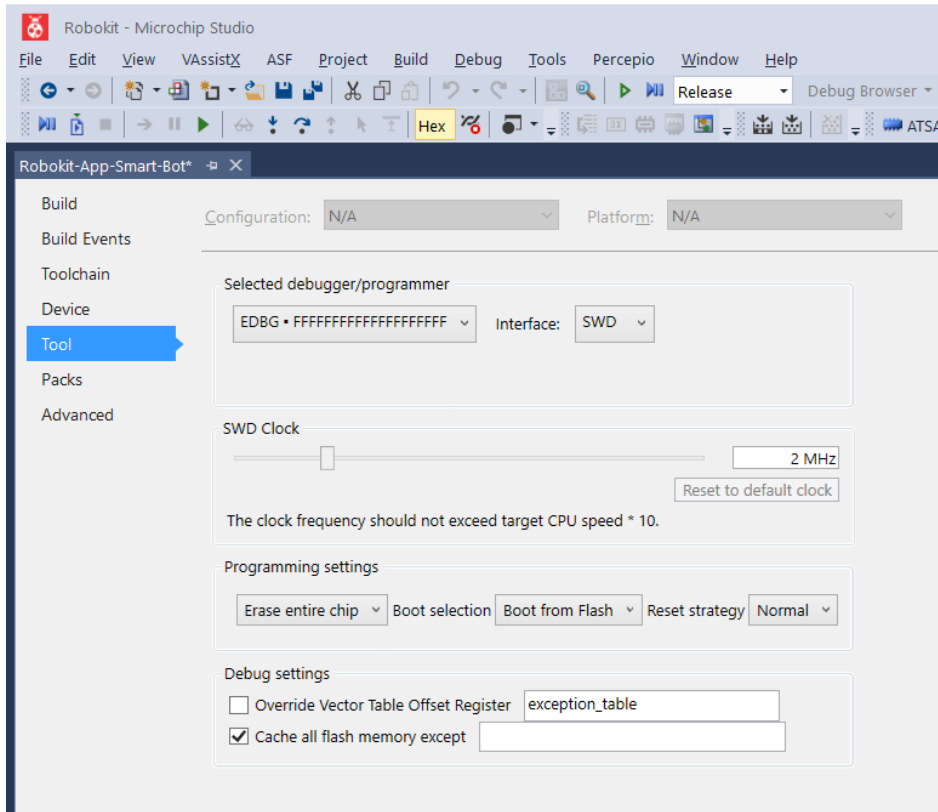 Robokit - Microchip Studio
File Edit View VAssistX ASF Project Build Debug Tools Percepio Window Help
Release Debug Browser
Hex ATSA
Robokit-App-Smart-Bot*
Build
Configuration: N/A Platform: N/A
Build Events
Toolchain
Selected debugger/programmer
Device
EDBG • FFFFFFFFFFFFFFFFFFFF Interface: SWD
Tool
Packs
Advanced
SWD Clock
2 MHz
Reset to default clock
The clock frequency should not exceed target CPU speed * 10.
Programming settings
Erase entire chip Boot selection Boot from Flash Reset strategy Normal
Debug settings
Override Vector Table Offset Register exception_table
Cache all flash memory except